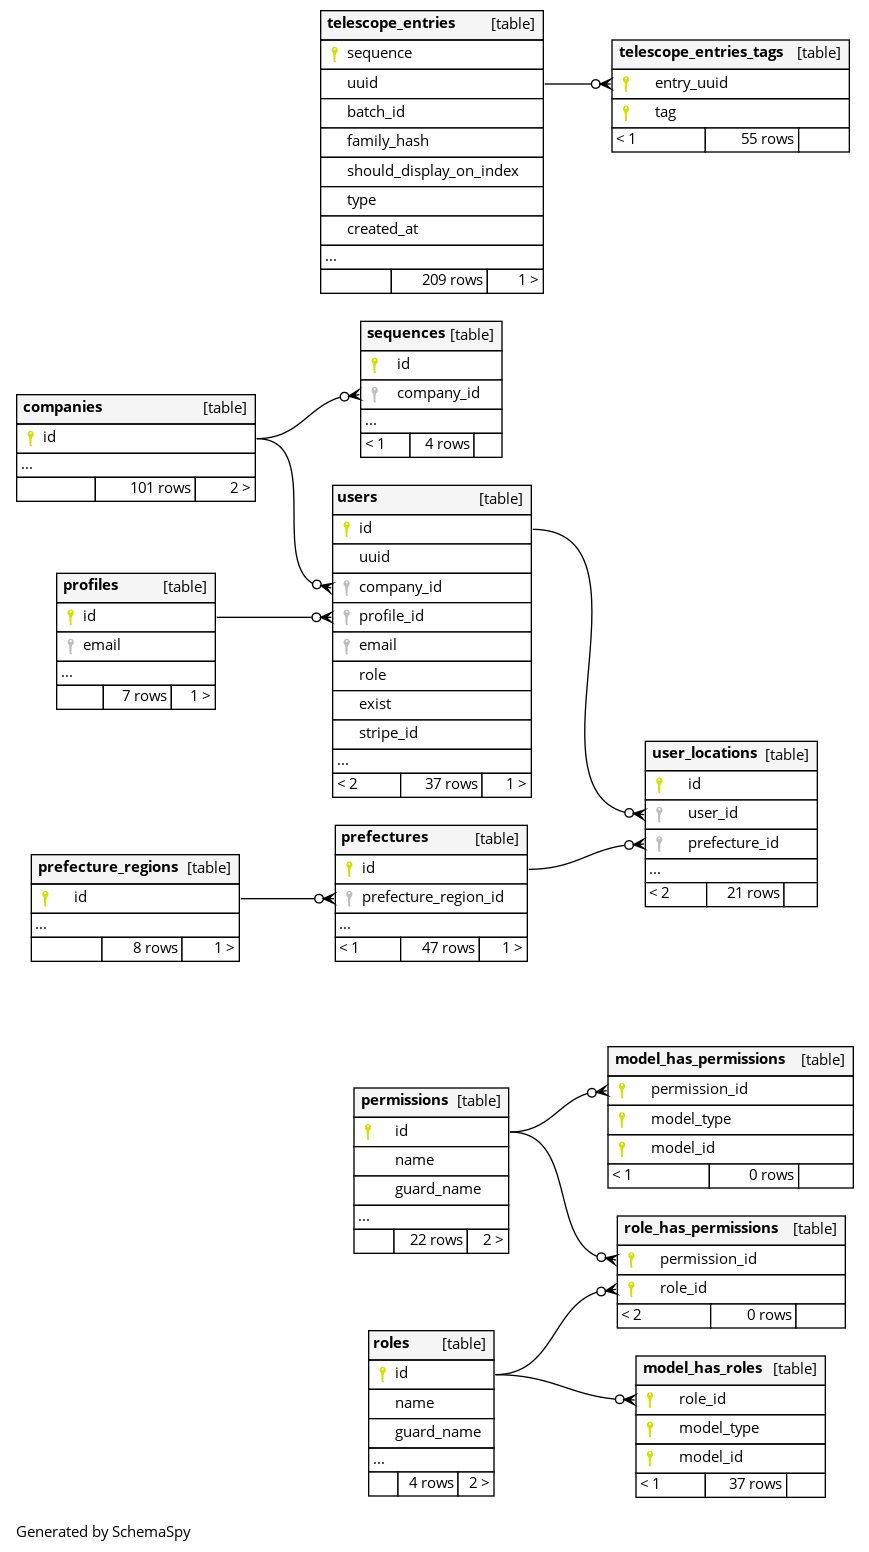 telescope_entries [table]
sequence
uuid
batch_id
family_hash
should_display_on_index
type
created_at
...
209 rows 1 >
telescope_entries_tags [table]
entry_uuid
tag
< 1 55 rows
sequences [table]
id
company_id
...
< 1 4 rows
companies [table]
id
...
101 rows 2 >
users [table]
id
uuid
company_id
profile_id
email
role
exist
stripe_id
...
< 2 37 rows 1 >
profiles [table]
id
email
...
7 rows 1 >
user_locations [table]
id
user_id
prefecture_id
...
< 2 21 rows
prefectures [table]
id
prefecture_region_id
...
< 1 47 rows 1 >
prefecture_regions [table]
id
...
8 rows 1 >
model_has_permissions [table]
permission_id
model_type
model_id
< 1 0 rows
permissions [table]
id
name
guard_name
...
22 rows 2 >
role_has_permissions [table]
permission_id
role_id
< 2 0 rows
roles [table]
id
name
guard_name
...
4 rows 2 >
model_has_roles [table]
role_id
model_type
model_id
< 1 37 rows
Generated by SchemaSpy